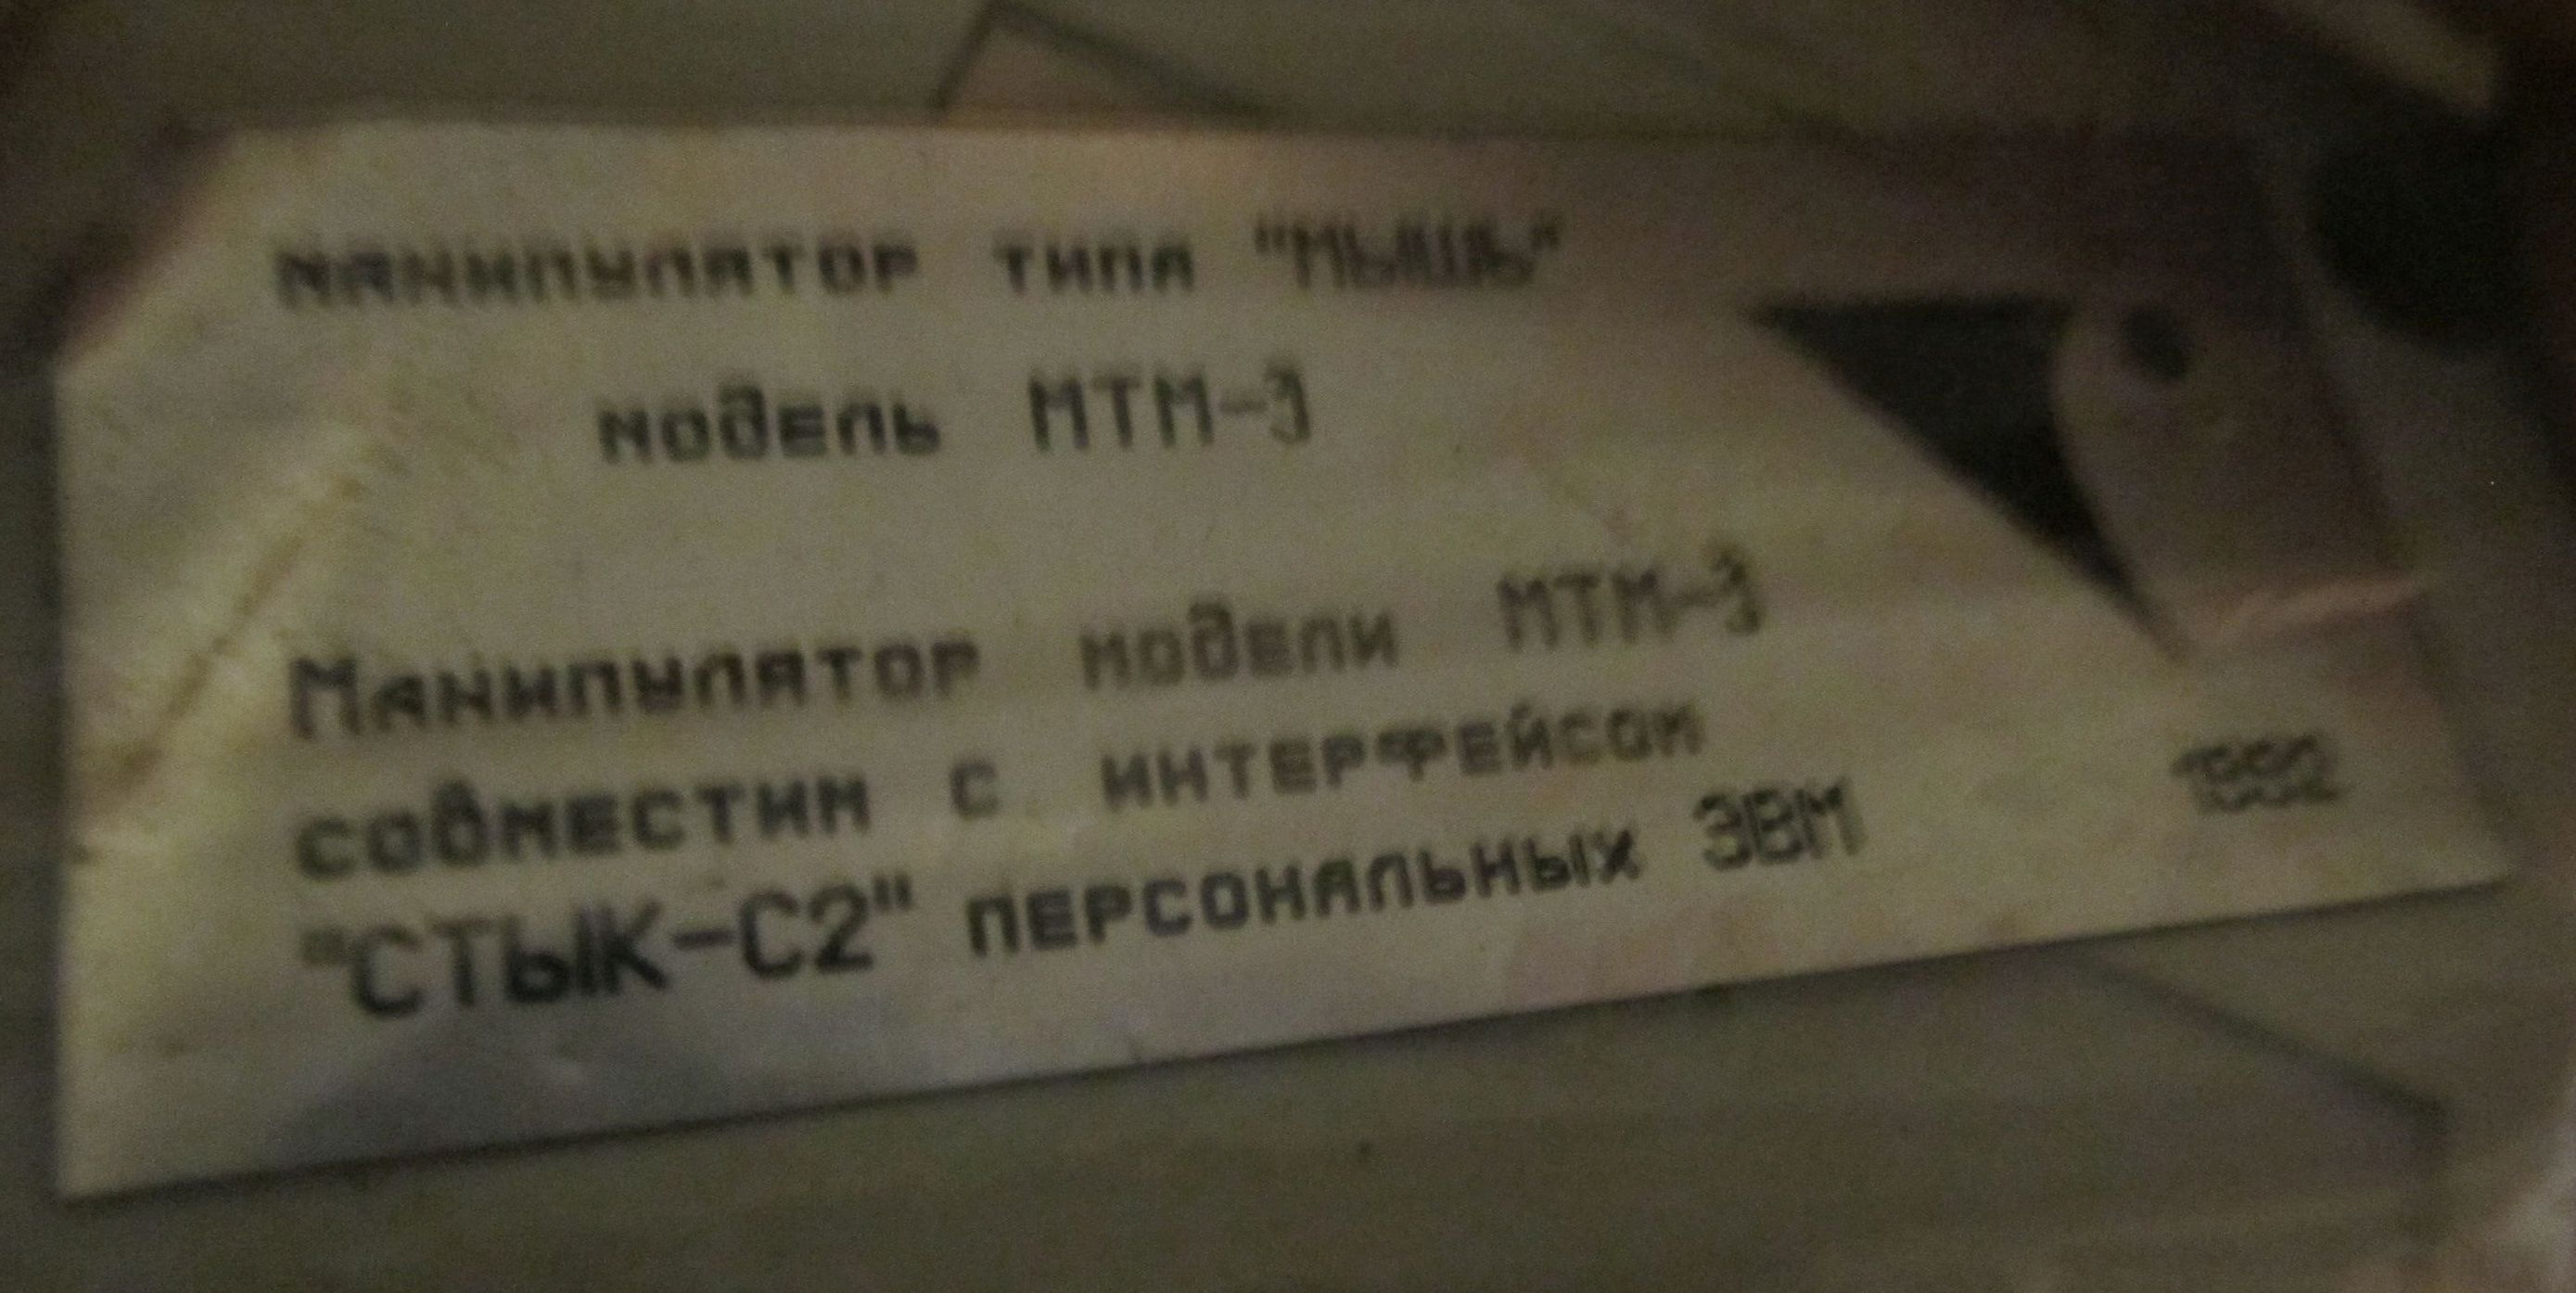 манипулятор типа "МЫШЬ"
модель МТМ-3
Манипулятор модели МТМ-3
совместим с интерфейсом
"СТЫК-С2" персональных ЭВМ